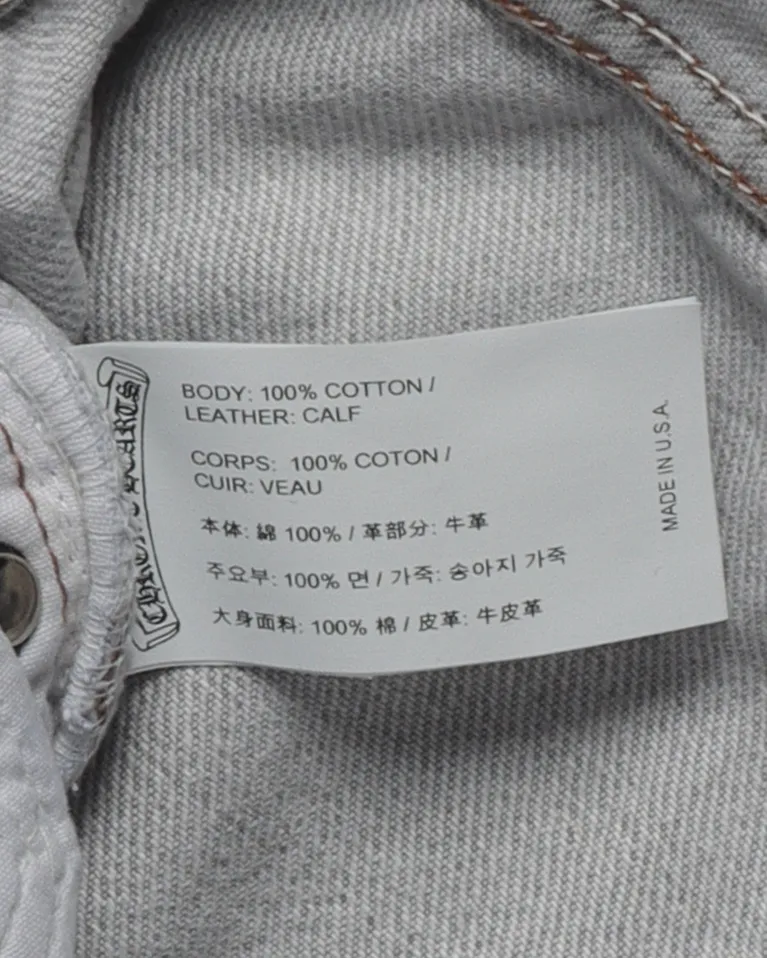 CHROME HEARTS
BODY: 100% COTTON /
LEATHER: CALF
CORPS: 100% COTON /
CUIR: VEAU
本体: 綿 100% / 革部分: 牛革
주요부: 100% 면 / 가죽: 송아지 가죽
大身面料: 100% 棉 / 皮革: 牛皮革
MADE IN U.S.A.